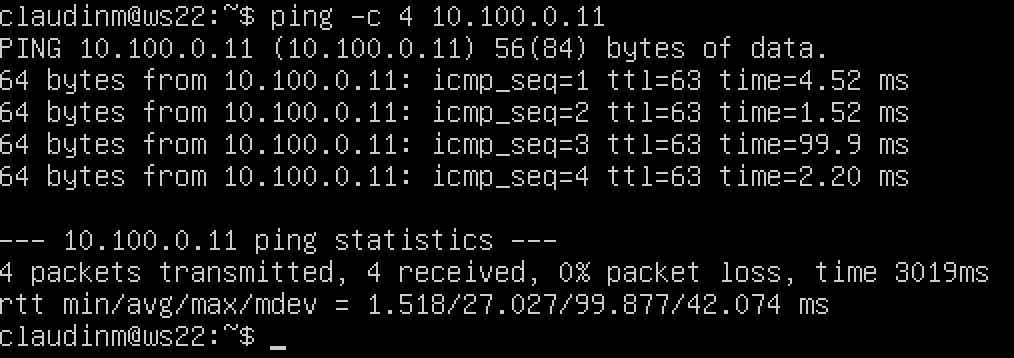 claudinm@ws22:~$ ping -c 4 10.100.0.11
PING 10.100.0.11 (10.100.0.11) 56(84) bytes of data.
64 bytes from 10.100.0.11: icmp_seq=1 ttl=63 time=4.52 ms
64 bytes from 10.100.0.11: icmp_seq=2 ttl=63 time=1.52 ms
64 bytes from 10.100.0.11: icmp_seq=3 ttl=63 time=99.9 ms
64 bytes from 10.100.0.11: icmp_seq=4 ttl=63 time=2.20 ms

--- 10.100.0.11 ping statistics ---
4 packets transmitted, 4 received, 0% packet loss, time 3019ms
rtt min/avg/max/mdev = 1.518/27.027/99.877/42.074 ms
claudinm@ws22:~$ _